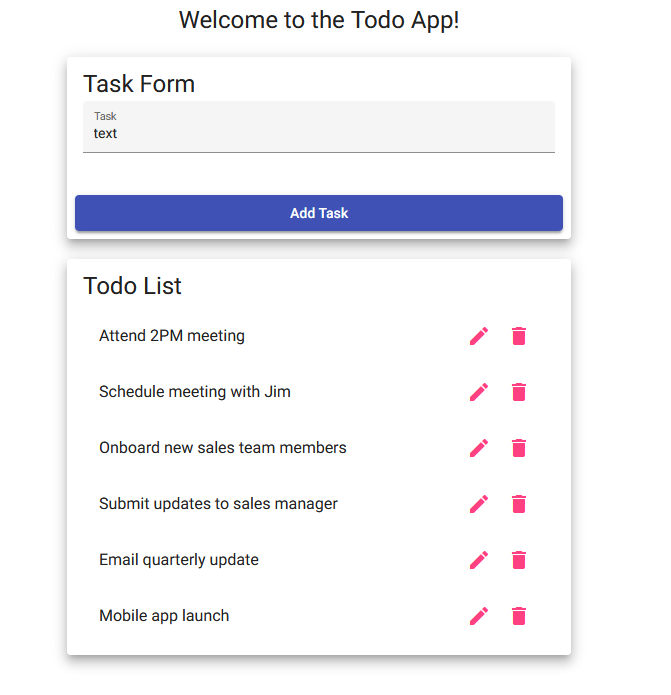 Welcome to the Todo App!
Task Form
Task
text
Add Task
Todo List
Attend 2PM meeting
Schedule meeting with Jim
Onboard new sales team members
Submit updates to sales manager
Email quarterly update
Mobile app launch